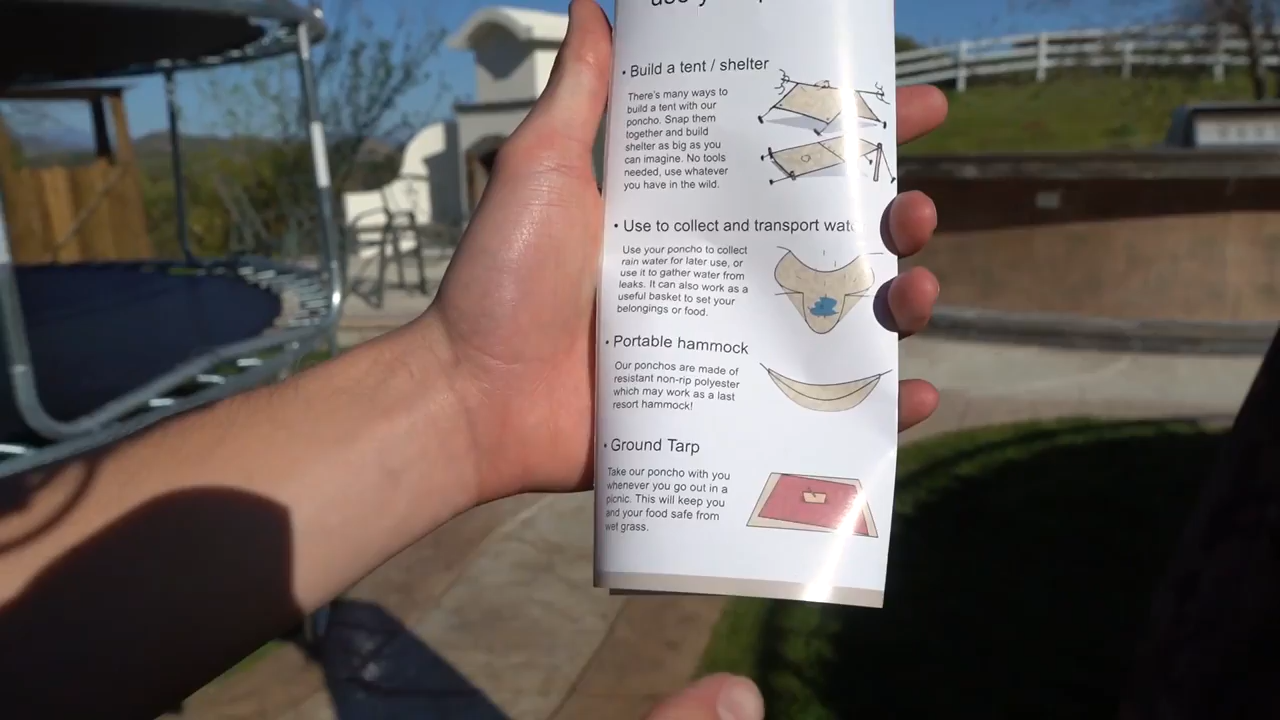 • Build a tent / shelter
There's many ways to
build a tent with our
poncho. Snap them
together and build
shelter as big as you
can imagine. No tools
needed, use whatever
you have in the wild.
• Use to collect and transport
Use your poncho to collect
rain water for later use, or
use it to gather water from
leaks. It can also work as a
useful basket to set your
belongings or food.
• Portable hammock
Our ponchos are made of
resistant non-rip polyester
which may work as a last
resort hammock!
• Ground Tarp
Take our poncho with you
whenever you go out in a
picnic. This will keep you
and your food safe from
wet grass.